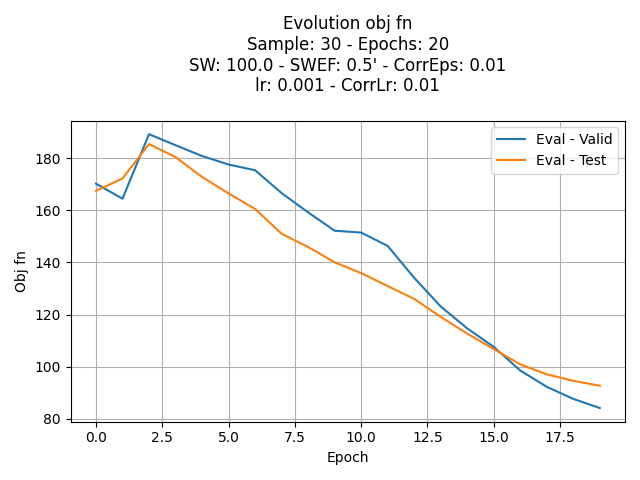 Evolution obj fn
Sample: 30 - Epochs: 20
SW: 100.0 - SWEF: 0.5' - CorrEps: 0.01
lr: 0.001 - CorrLr: 0.01
Eval - Valid
Eval - Test
Obj fn
180
160
140
120
100
80
0.0 2.5 5.0 7.5 10.0 12.5 15.0 17.5
Epoch